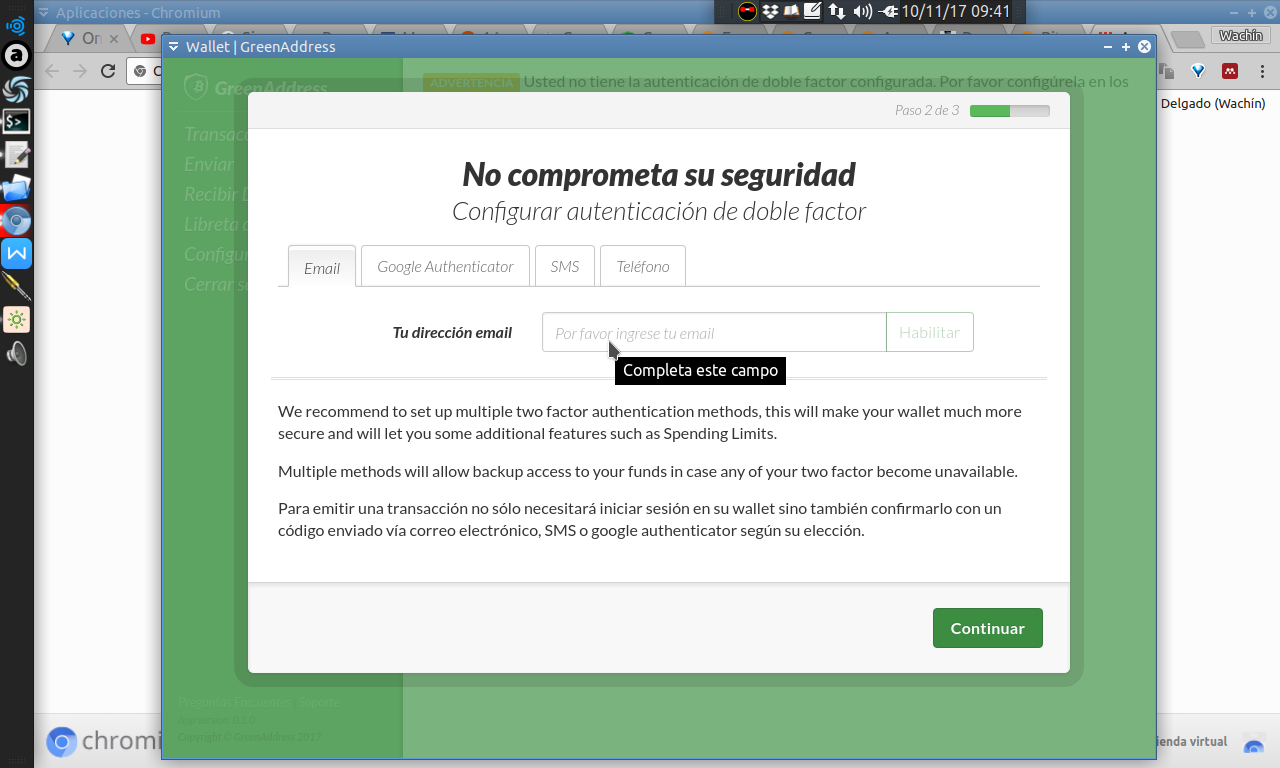 Aplicaciones - Chromium
10/11/17 09:41
Wallet | GreenAddress
Wachín
Delgado (Wachín)
GreenAddress
ADVERTENCIA Usted no tiene la autenticación de doble factor configurada. Por favor configúrela en los
Paso 2 de 3
Enviar
Recibir
No comprometa su seguridad
Configurar autenticación de doble factor
Email
Google Authenticator
SMS
Teléfono
Tu dirección email
Por favor ingrese tu email
Habilitar
Completa este campo
We recommend to set up multiple two factor authentication methods, this will make your wallet much more
secure and will let you some additional features such as Spending Limits.
Multiple methods will allow backup access to your funds in case any of your two factor become unavailable.
Para emitir una transacción no sólo necesitará iniciar sesión en su wallet sino también confirmarlo con un
código enviado vía correo electrónico, SMS o google authenticator según su elección.
Continuar
Preguntas Frecuentes Soporte
Copyright © GreenAddress 2017
chromi
ienda virtual